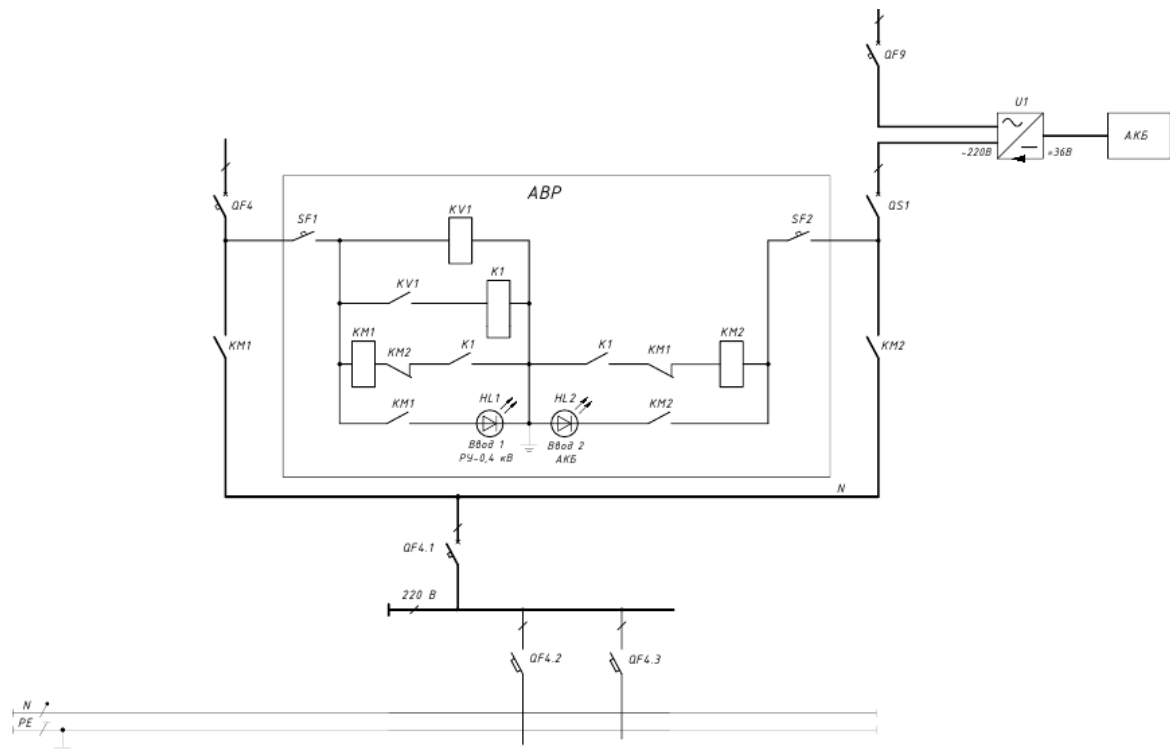 QF9
U1
АКБ
~220В
=36В
QF4
АВР
QS1
SF1
KV1
SF2
KV1
K1
KM1
KM1
KM2
K1
K1
KM1
KM2
KM2
KM1
HL1
HL2
KM2
Ввод 1
РУ-0,4 кВ
Ввод 2
АКБ
N
QF4.1
220 В
QF4.2
QF4.3
N
PE